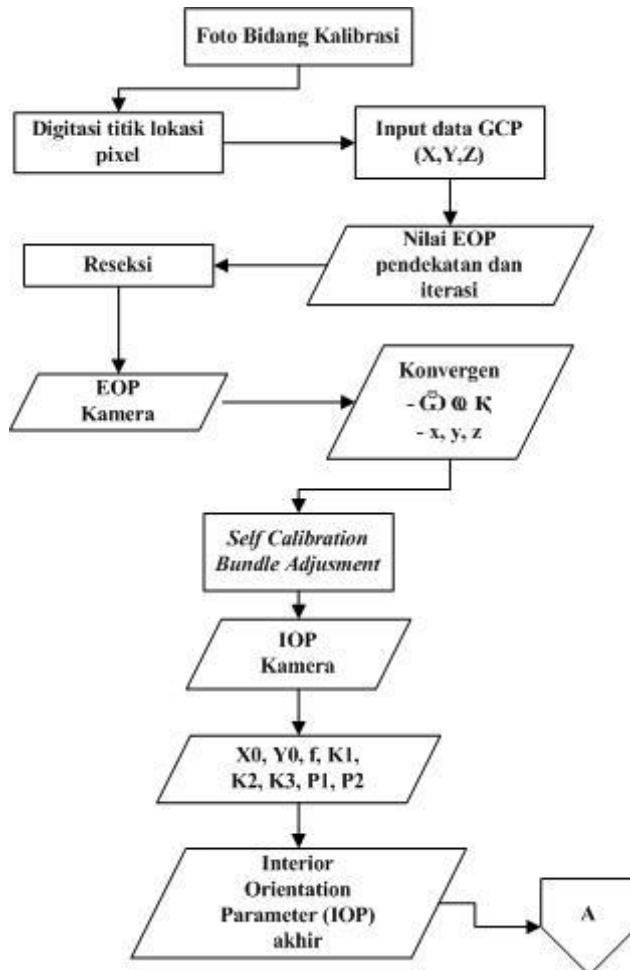 Foto Bidang Kalibrasi
Digitasi titik lokasi
pixel
Input data GCP
(X,Y,Z)
Nilai EOP
pendekatan dan
iterasi
Reseksi
EOP
Kamera
Konvergen
- x, y, z
Self Calibration
Bundle Adjusment
IOP
Kamera
X0, Y0, f, K1,
K2, K3, P1, P2
Interior
Orientation
Parameter (IOP)
akhir
A